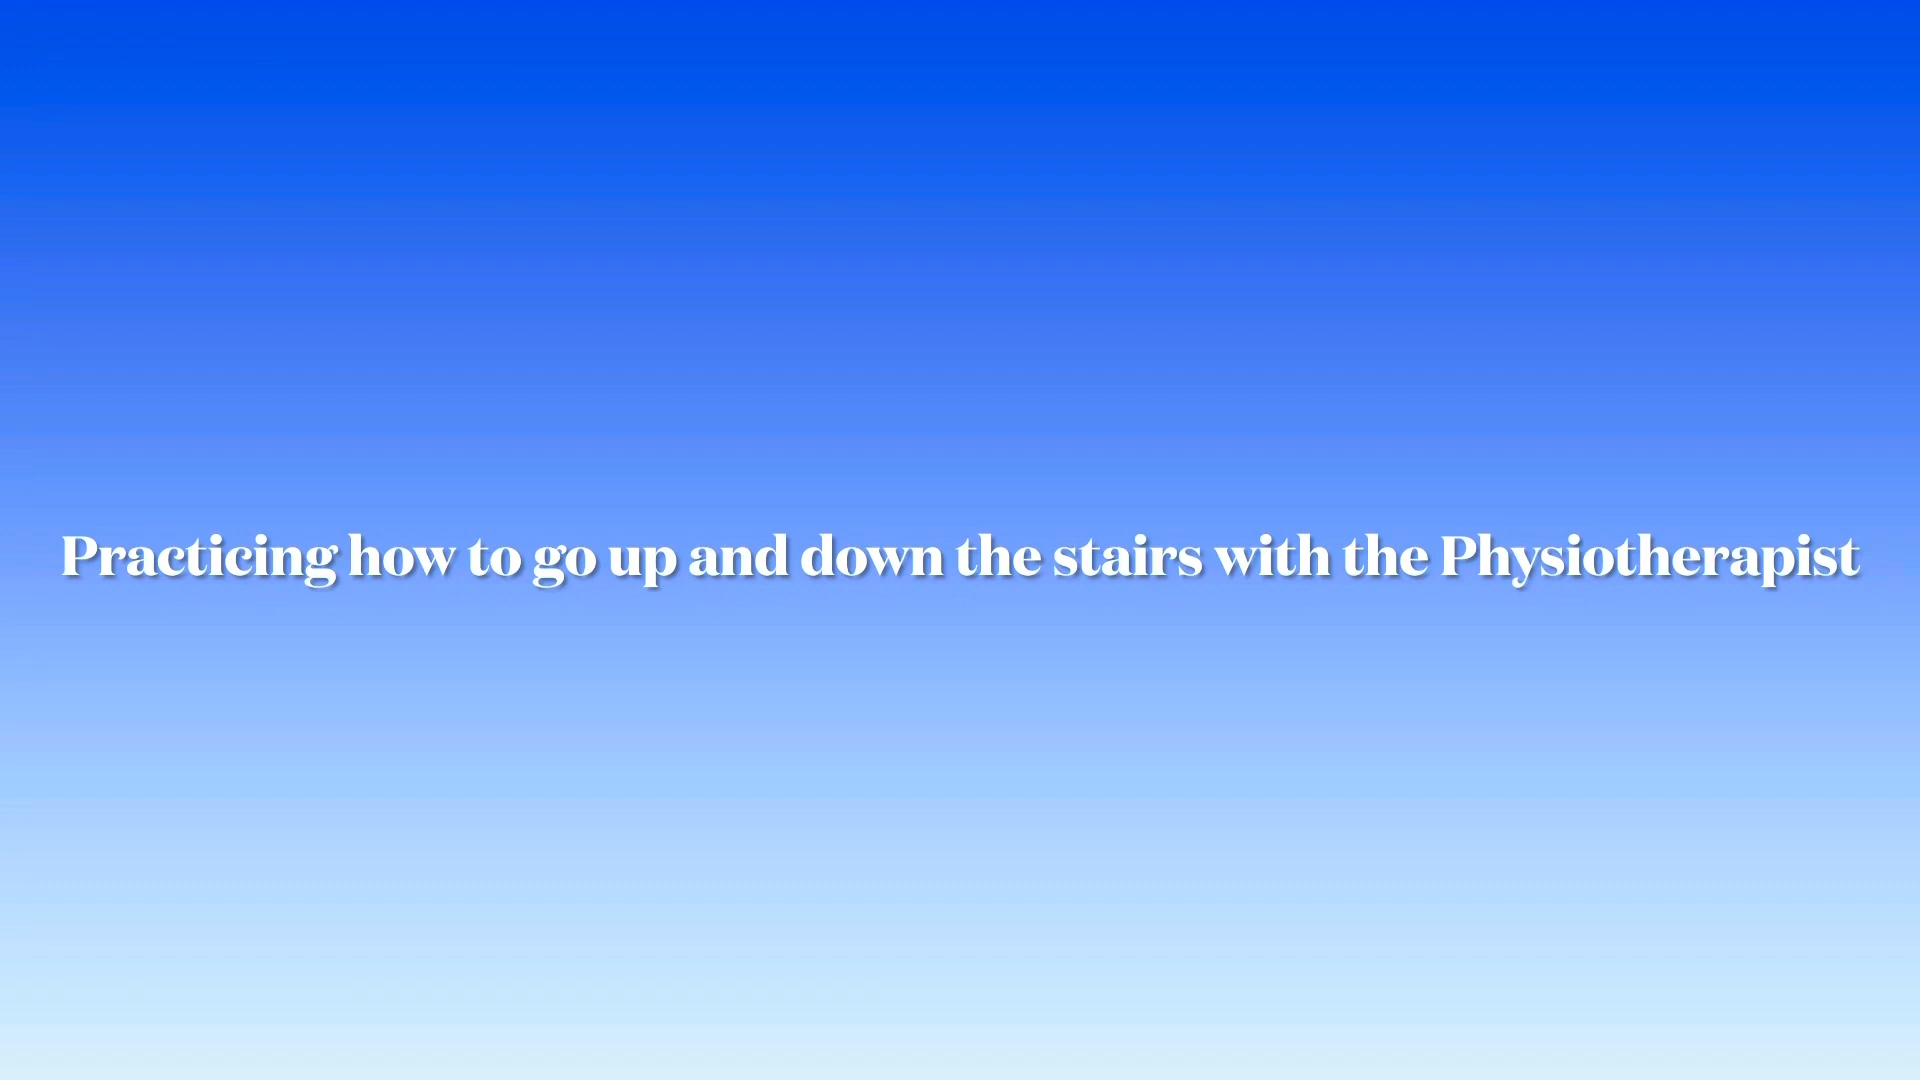 Practicing how to go up and down the stairs with the Physiotherapist